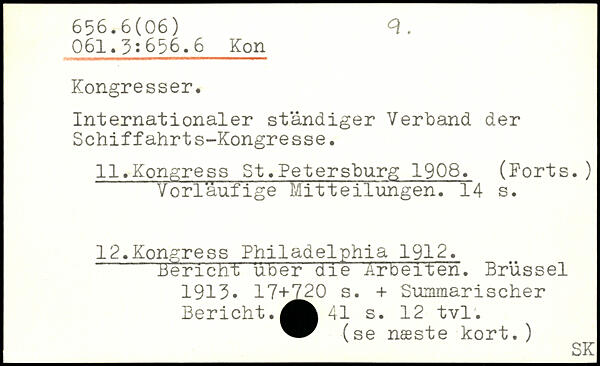 656.6(06) 9.
061.3:656.6 Kon
Kongresser.
Internationaler ständiger Verband der
Schiffahrts-Kongresse.
11.Kongress St.Petersburg 1908. (Forts.)
Vorläufige Mitteilungen. 14 s.
12.Kongress Philadelphia 1912.
Bericht über die Arbeiten. Brüssel
1913. 17+720 s. + Summarischer
Bericht. 41 s. 12 tvl.
(se næste kort.)
SK